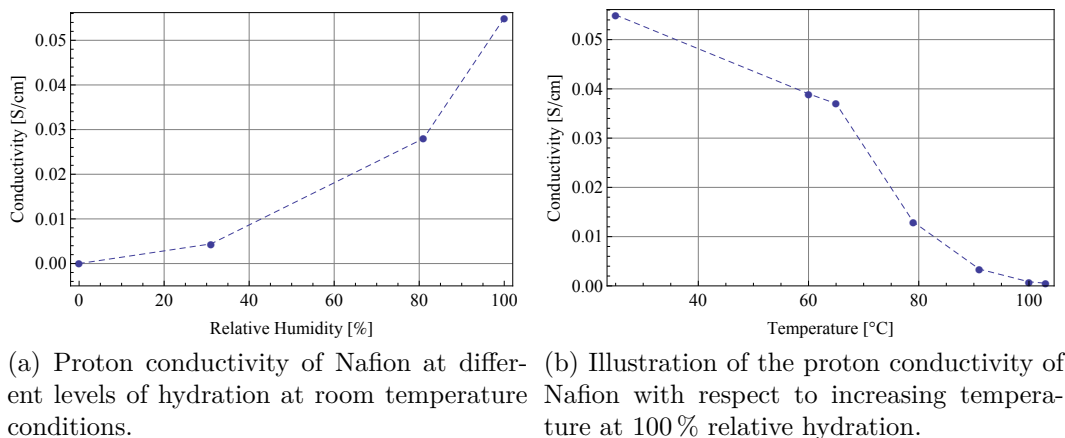 0.05
0.04
0.03
0.02
0.01
0.00
Conductivity [S/cm]
0 20 40 60 80 100
Relative Humidity [%]
0.05
0.04
0.03
0.02
0.01
0.00
Conductivity [S/cm]
40 60 80 100
Temperature [°C]
(a) Proton conductivity of Nafion at differ-
ent levels of hydration at room temperature
conditions.
(b) Illustration of the proton conductivity of
Nafion with respect to increasing tempera-
ture at 100 % relative hydration.